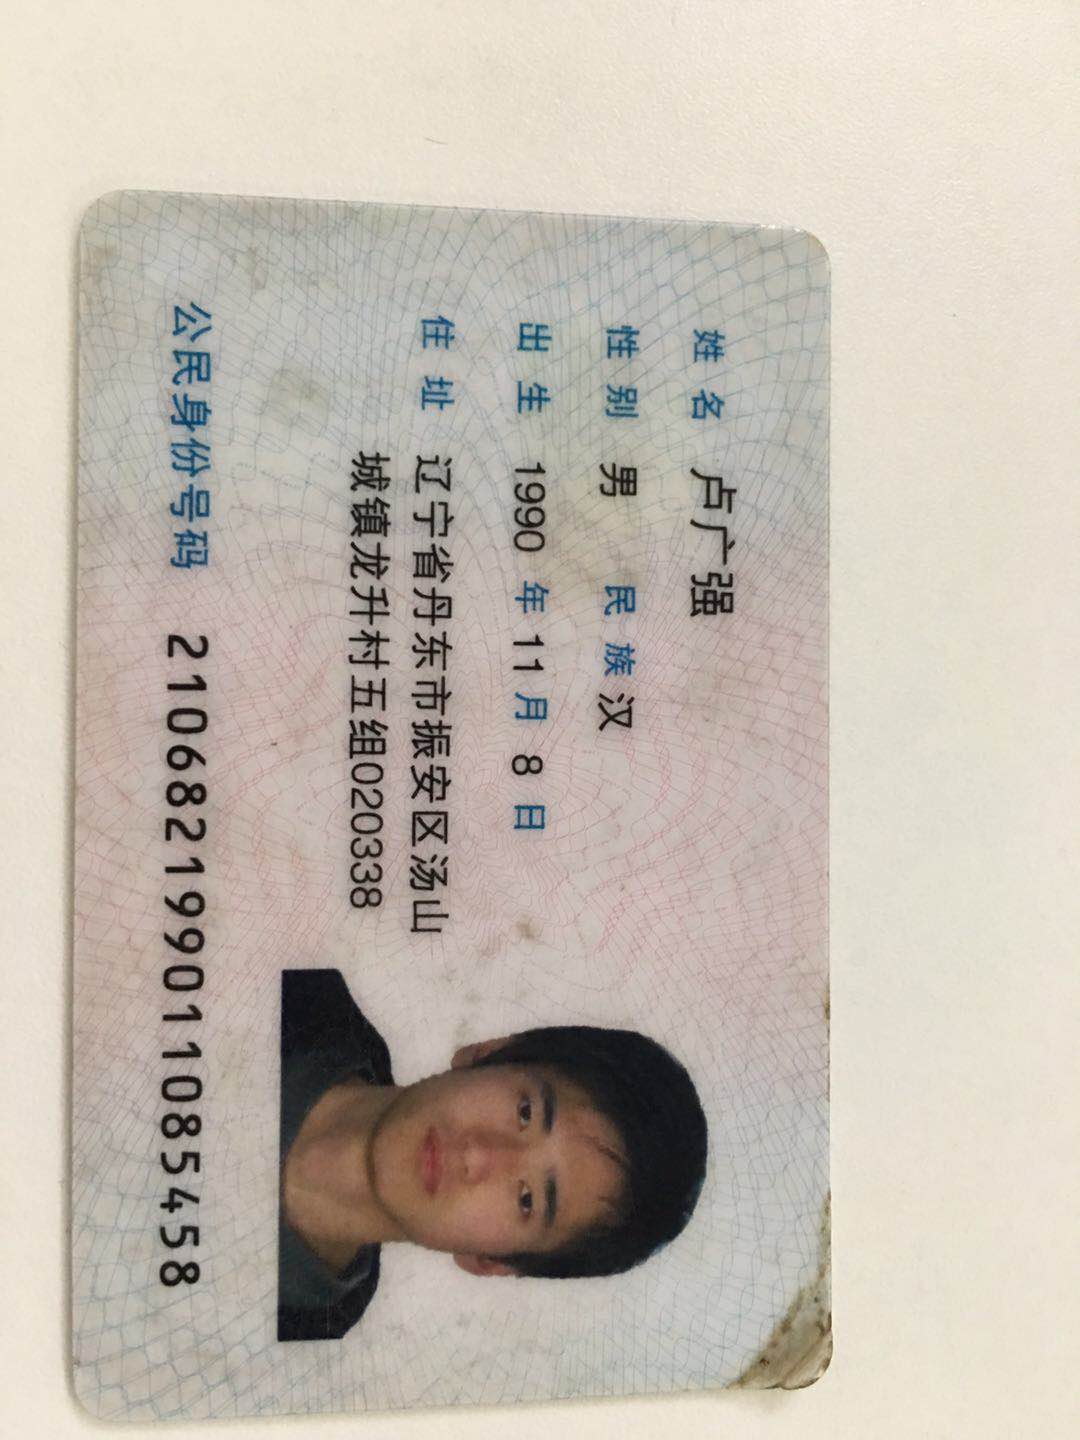 姓名 卢广强
性别 男 民族 汉
出生 1990 年 11 月 8 日
住址 辽宁省丹东市振安区汤山
城镇龙升村五组020338
公民身份号码 210682199011085458